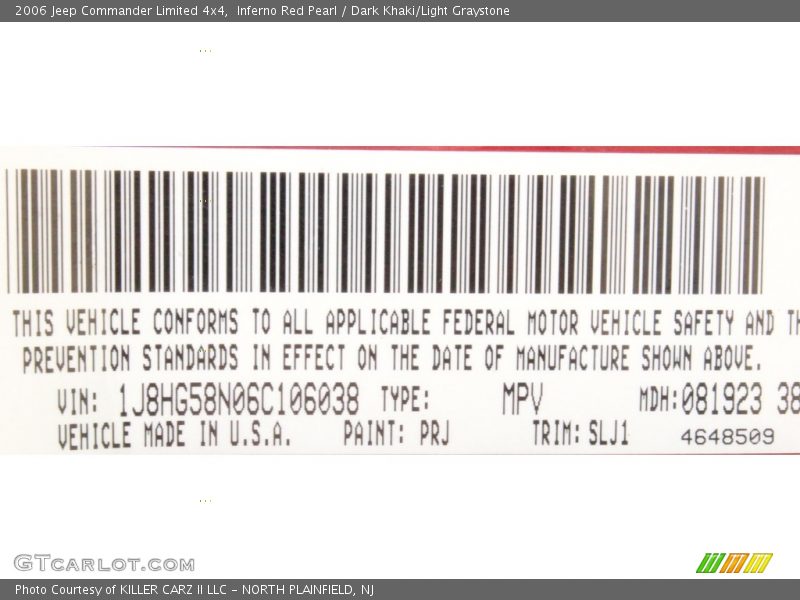 2006 Jeep Commander Limited 4x4,  Inferno Red Pearl / Dark Khaki/Light Graystone
THIS VEHICLE CONFORMS TO ALL APPLICABLE FEDERAL MOTOR VEHICLE SAFETY AND TH
PREVENTION STANDARDS IN EFFECT ON THE DATE OF MANUFACTURE SHOWN ABOVE.
VIN: 1J8HG58N06C106038 TYPE: MPV MDH:081923 38
VEHICLE MADE IN U.S.A. PAINT: PRJ TRIM: SLJ1 4648509
GTCARLOT.COM
Photo Courtesy of KILLER CARZ II LLC - NORTH PLAINFIELD, NJ